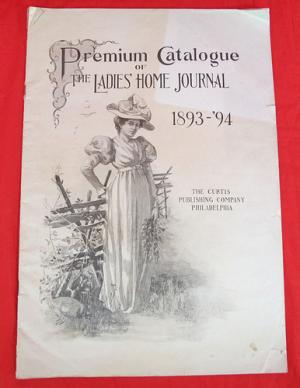 Premium Catalogue
OF
THE LADIES' HOME JOURNAL
1893-'94
THE CURTIS
PUBLISHING COMPANY
PHILADELPHIA